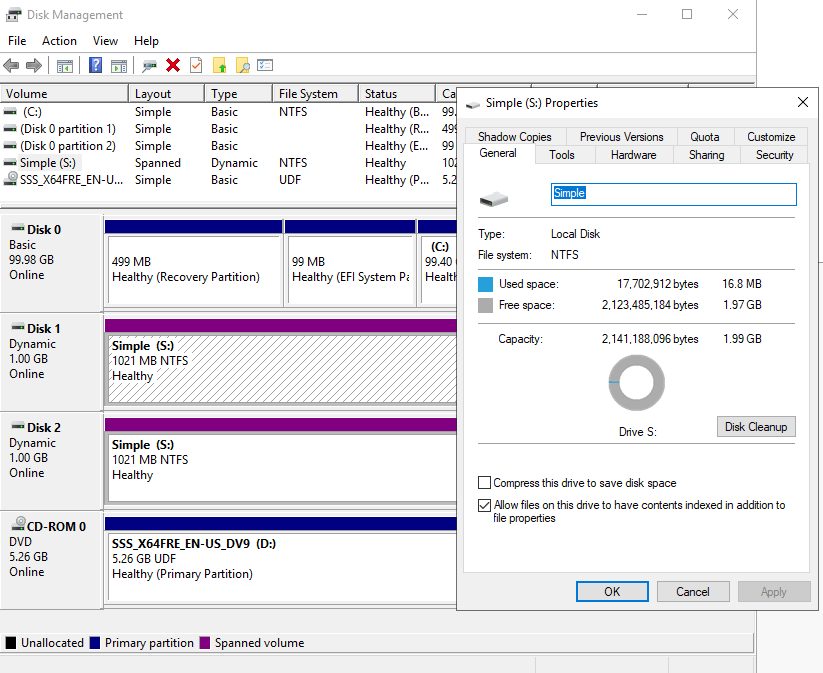 Disk Management
File Action View Help
Volume Layout Type File System Status Ca
(C:) Simple Basic NTFS Healthy (B... 99.
(Disk 0 partition 1) Simple Basic Healthy (R... 499
(Disk 0 partition 2) Simple Basic Healthy (E... 99
Simple (S:) Spanned Dynamic NTFS Healthy 102
SSS_X64FRE_EN-U... Simple Basic UDF Healthy (P... 5.2
Disk 0
Basic
99.98 GB
Online
499 MB
Healthy (Recovery Partition)
99 MB
Healthy (EFI System Pa
(C:)
99.40
Health
Disk 1
Dynamic
1.00 GB
Online
Simple (S:)
1021 MB NTFS
Healthy
Disk 2
Dynamic
1.00 GB
Online
Simple (S:)
1021 MB NTFS
Healthy
CD-ROM 0
DVD
5.26 GB
Online
SSS_X64FRE_EN-US_DV9 (D:)
5.26 GB UDF
Healthy (Primary Partition)
Unallocated Primary partition Spanned volume
Simple (S:) Properties
Shadow Copies Previous Versions Quota Customize
General Tools Hardware Sharing Security
Simple
Type: Local Disk
File system: NTFS
Used space: 17,702,912 bytes 16.8 MB
Free space: 2,123,485,184 bytes 1.97 GB
Capacity: 2,141,188,096 bytes 1.99 GB
Drive S:
Disk Cleanup
Compress this drive to save disk space
Allow files on this drive to have contents indexed in addition to
file properties
OK Cancel Apply